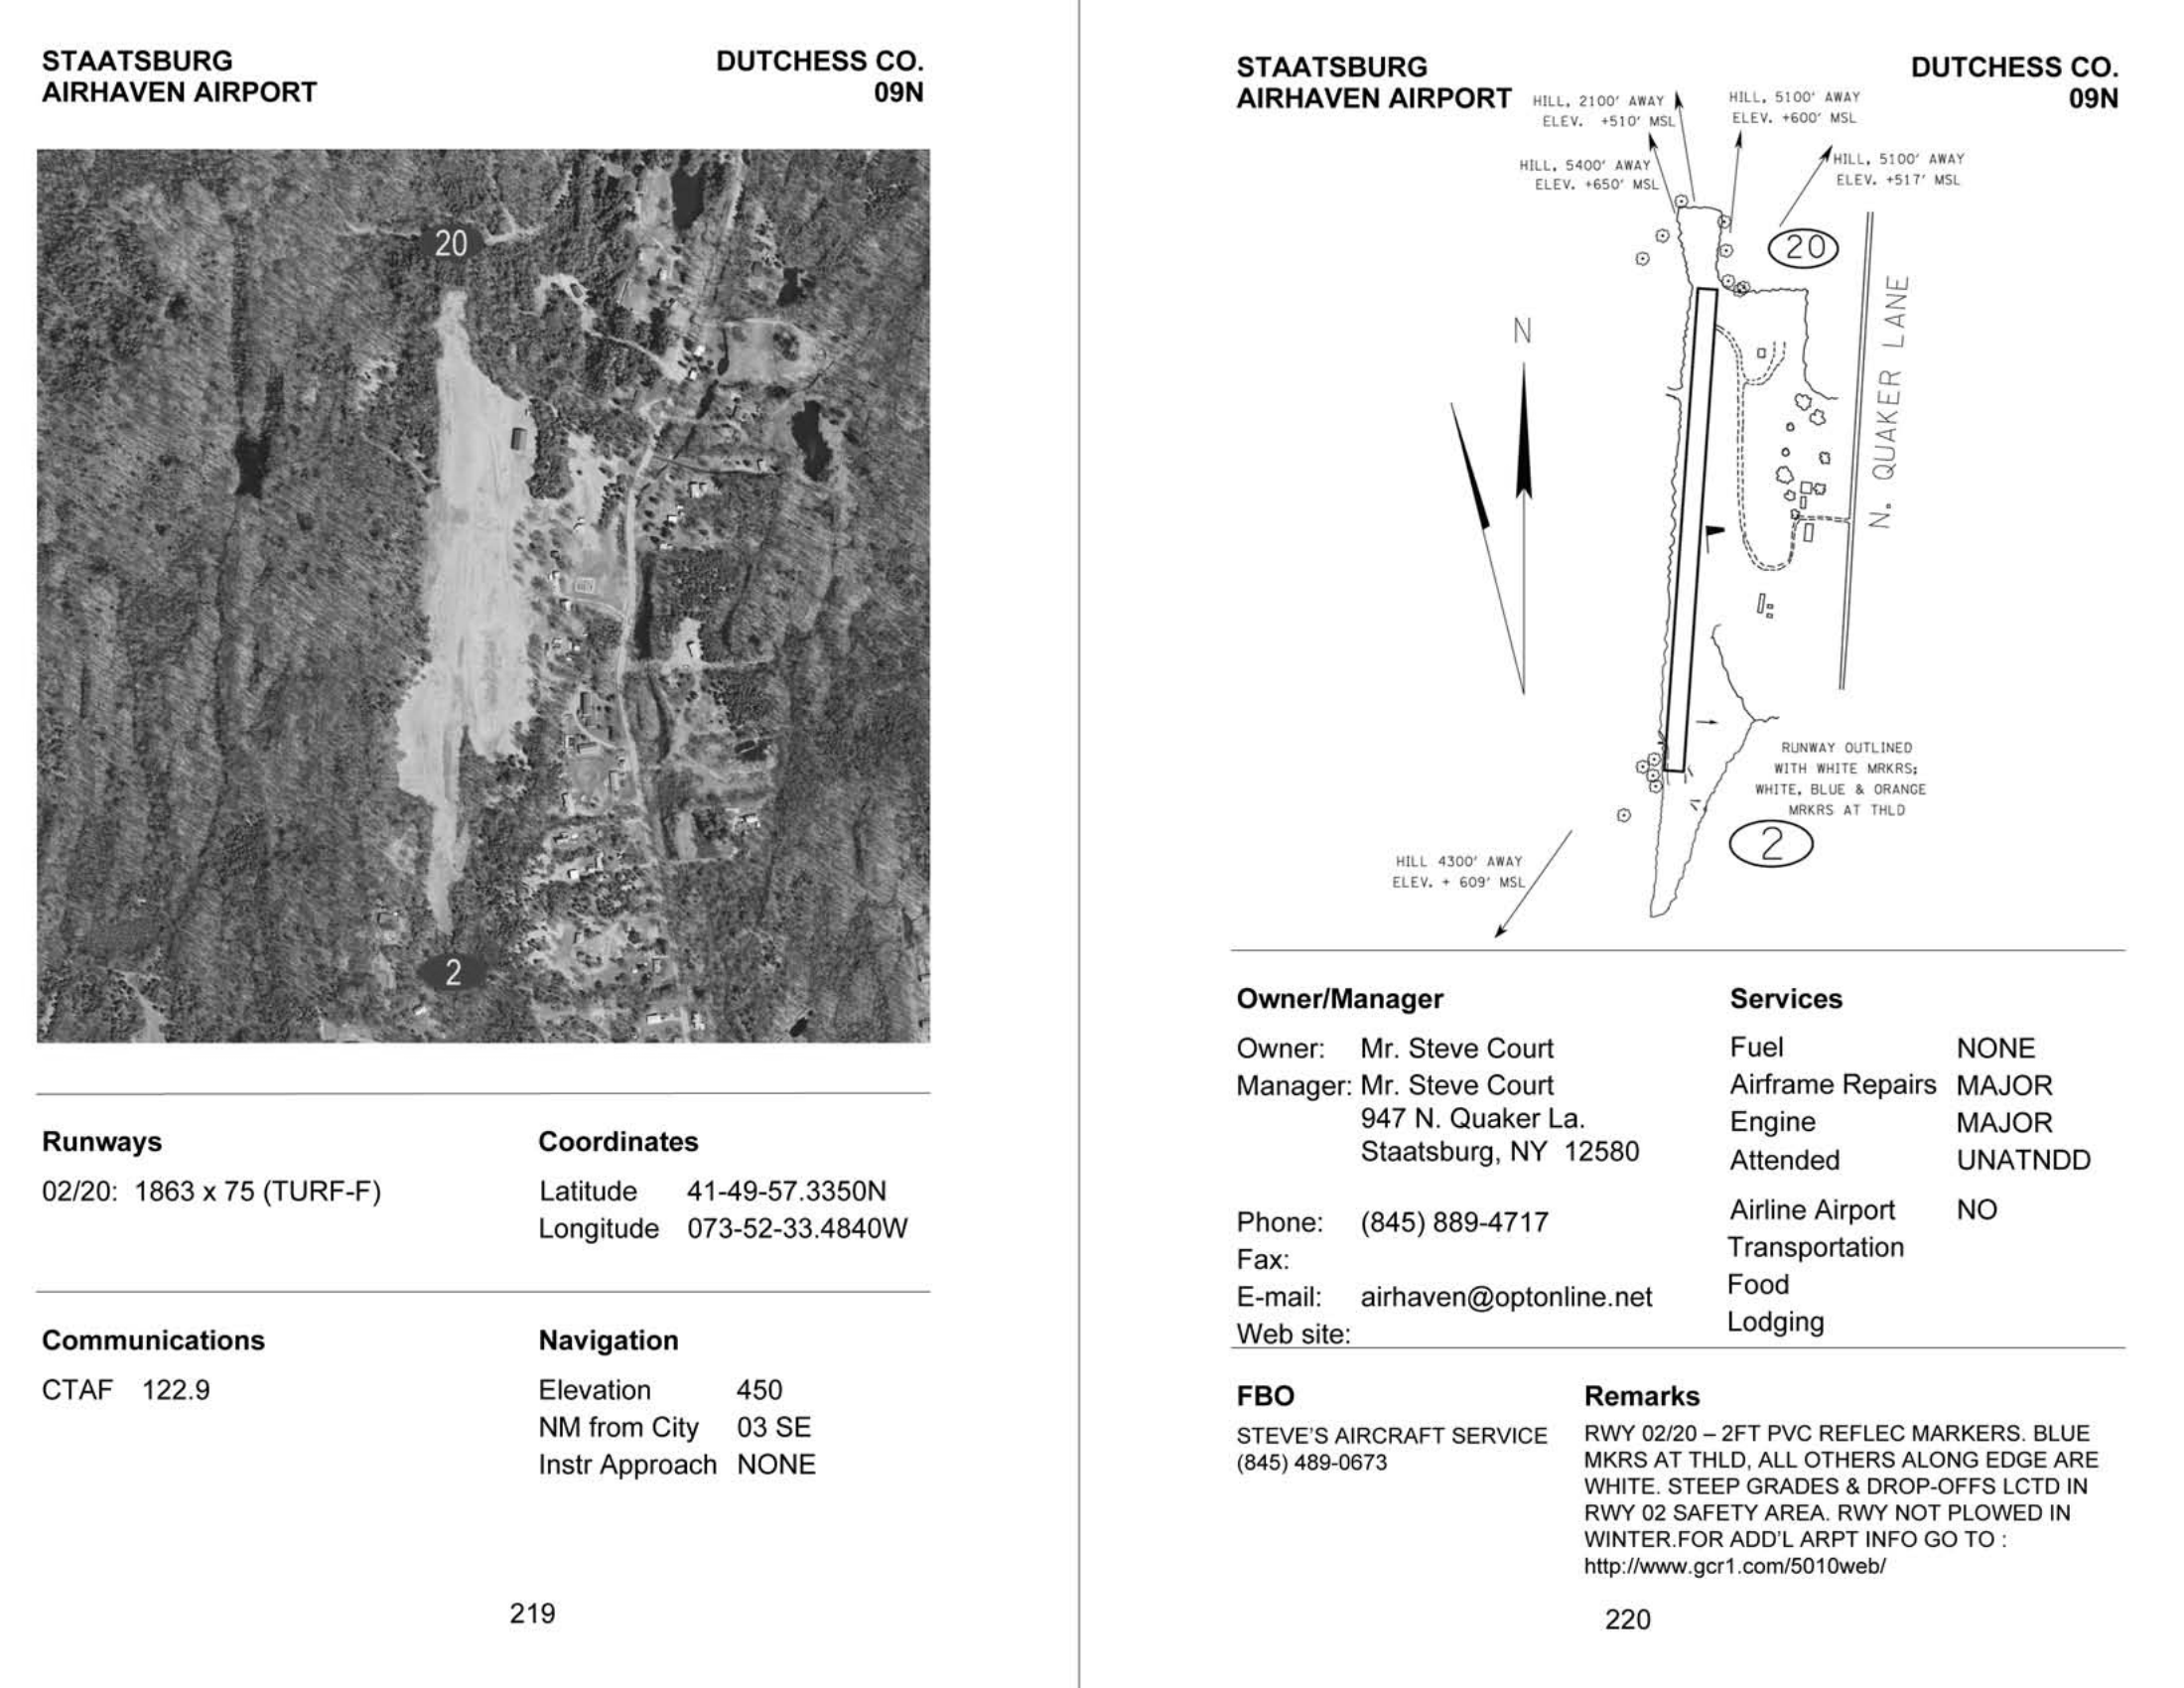 STAATSBURG
AIRHAVEN AIRPORT
DUTCHESS CO.
09N
20
2
Runways
02/20: 1863 x 75 (TURF-F)
Coordinates
Latitude 41-49-57.3350N
Longitude 073-52-33.4840W
Communications
CTAF 122.9
Navigation
Elevation 450
NM from City 03 SE
Instr Approach NONE
219
STAATSBURG
AIRHAVEN AIRPORT
DUTCHESS CO.
09N
HILL, 2100' AWAY
ELEV. +510' MSL
HILL, 5100' AWAY
ELEV. +600' MSL
HILL, 5400' AWAY
ELEV. +650' MSL
HILL, 5100' AWAY
ELEV. +517' MSL
20
N
N. QUAKER LANE
RUNWAY OUTLINED
WITH WHITE MRKRS;
WHITE, BLUE & ORANGE
MRKRS AT THLD
2
HILL 4300' AWAY
ELEV. + 609' MSL
Owner/Manager
Owner: Mr. Steve Court
Manager: Mr. Steve Court
947 N. Quaker La.
Staatsburg, NY 12580
Phone: (845) 889-4717
Fax:
E-mail: airhaven@optonline.net
Web site:
Services
Fuel NONE
Airframe Repairs MAJOR
Engine MAJOR
Attended UNATNDD
Airline Airport NO
Transportation
Food
Lodging
FBO
STEVE'S AIRCRAFT SERVICE
(845) 489-0673
Remarks
RWY 02/20 – 2FT PVC REFLEC MARKERS. BLUE
MKRS AT THLD, ALL OTHERS ALONG EDGE ARE
WHITE. STEEP GRADES & DROP-OFFS LCTD IN
RWY 02 SAFETY AREA. RWY NOT PLOWED IN
WINTER.FOR ADD'L ARPT INFO GO TO :
http://www.gcr1.com/5010web/
220